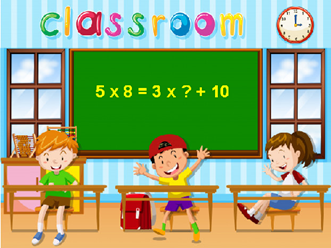 classroom
5 x 8 = 3 x ? + 10